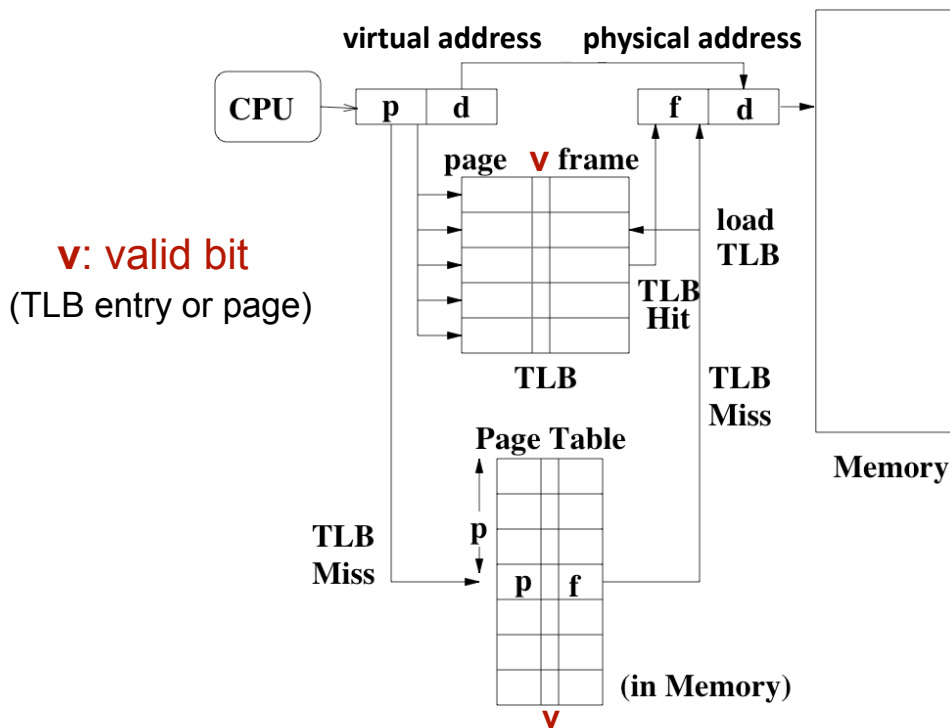 virtual address
physical address
CPU
p
d
f
d
page
v
frame
v: valid bit
(TLB entry or page)
load
TLB
TLB
Hit
TLB
TLB
Miss
Page Table
Memory
p
TLB
Miss
p
f
(in Memory)
v